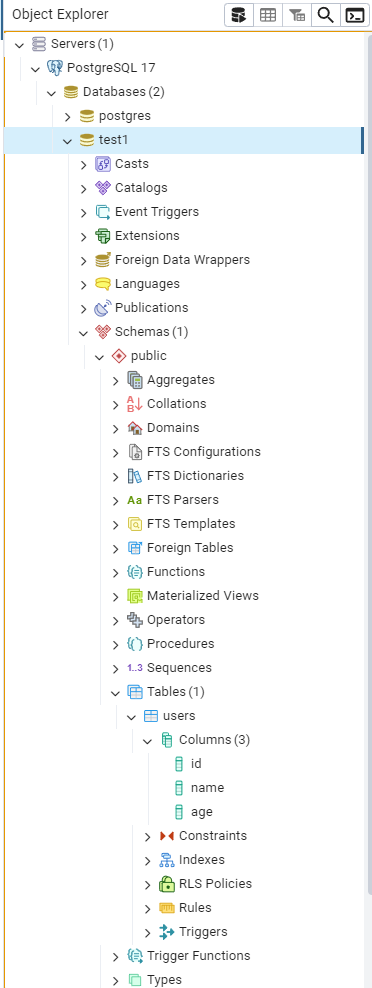 Object Explorer
Servers (1)
PostgreSQL 17
Databases (2)
postgres
test1
Casts
Catalogs
Event Triggers
Extensions
Foreign Data Wrappers
Languages
Publications
Schemas (1)
public
Aggregates
Collations
Domains
FTS Configurations
FTS Dictionaries
Aa FTS Parsers
FTS Templates
Foreign Tables
Functions
Materialized Views
Operators
Procedures
1..3 Sequences
Tables (1)
users
Columns (3)
id
name
age
Constraints
Indexes
RLS Policies
Rules
Triggers
Trigger Functions
Types